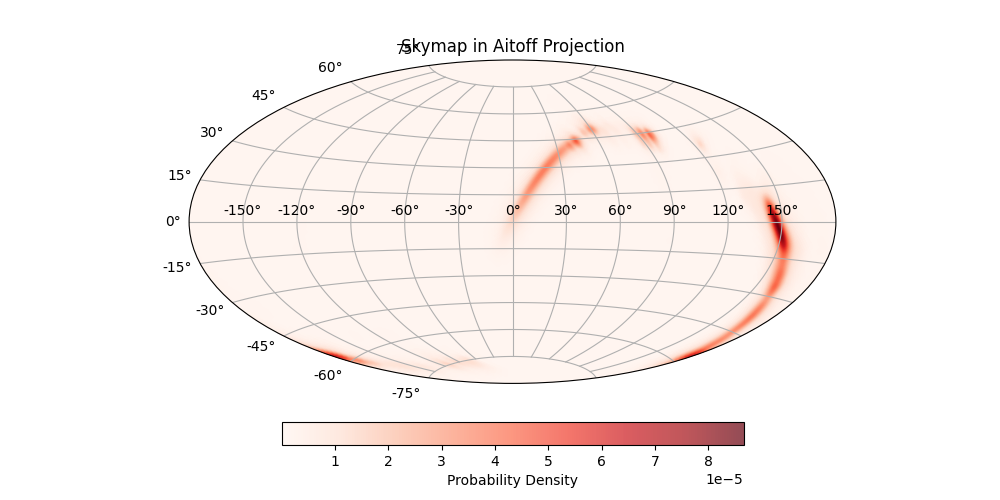 Skymap in Aitoff Projection
75°
60°
45°
30°
15°
-150° -120° -90° -60° -30° 0° 30° 60° 90° 120° 150°
0°
-15°
-30°
-45°
-60°
-75°
1 2 3 4 5 6 7 8
Probability Density
1e−5